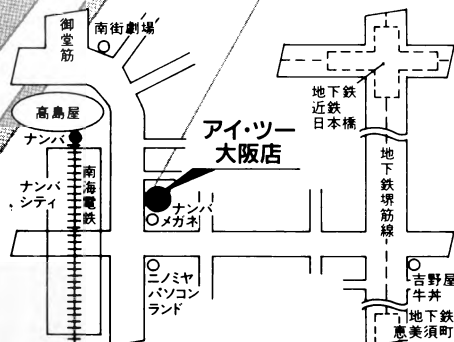 御堂筋
南街劇場
高島屋
ナンバ
ナンバ
シティ
南海電鉄
アイ・ツー
大阪店
ナンバ
メガネ
ニノミヤ
パソコン
ランド
地下鉄
近鉄
日本橋
地下鉄堺筋線
吉野屋
牛丼
地下鉄
恵美須町